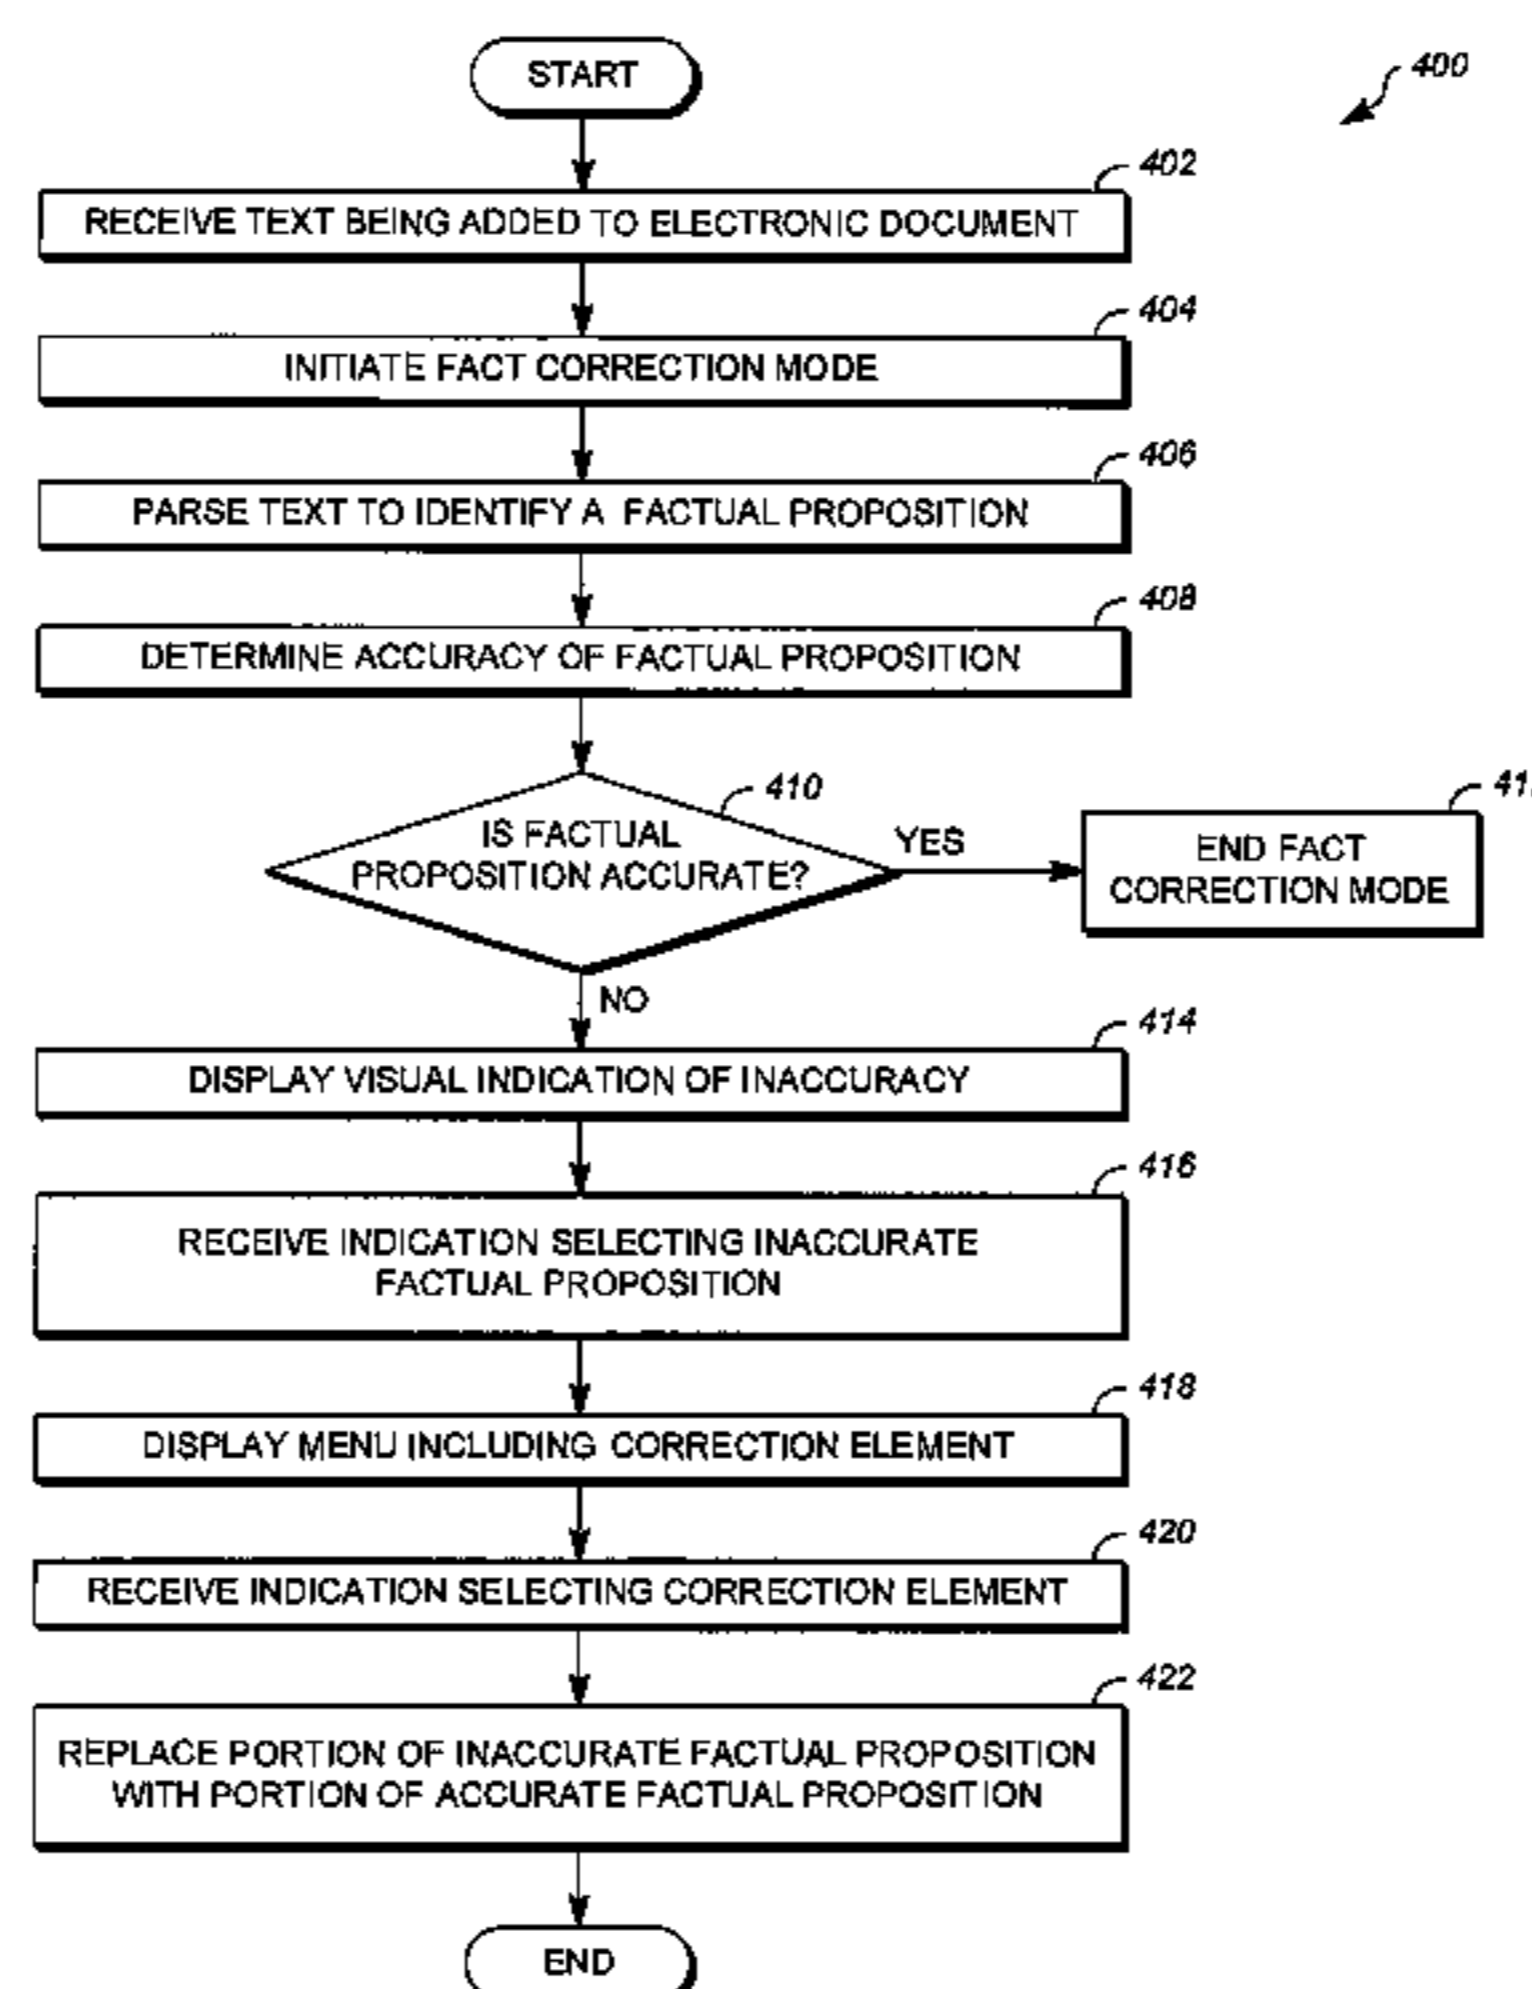 START
400
402
RECEIVE TEXT BEING ADDED TO ELECTRONIC DOCUMENT
404
INITIATE FACT CORRECTION MODE
406
PARSE TEXT TO IDENTIFY A FACTUAL PROPOSITION
408
DETERMINE ACCURACY OF FACTUAL PROPOSITION
410
IS FACTUAL
PROPOSITION ACCURATE?
YES
END FACT
CORRECTION MODE
NO
414
DISPLAY VISUAL INDICATION OF INACCURACY
416
RECEIVE INDICATION SELECTING INACCURATE
FACTUAL PROPOSITION
418
DISPLAY MENU INCLUDING CORRECTION ELEMENT
420
RECEIVE INDICATION SELECTING CORRECTION ELEMENT
422
REPLACE PORTION OF INACCURATE FACTUAL PROPOSITION
WITH PORTION OF ACCURATE FACTUAL PROPOSITION
END